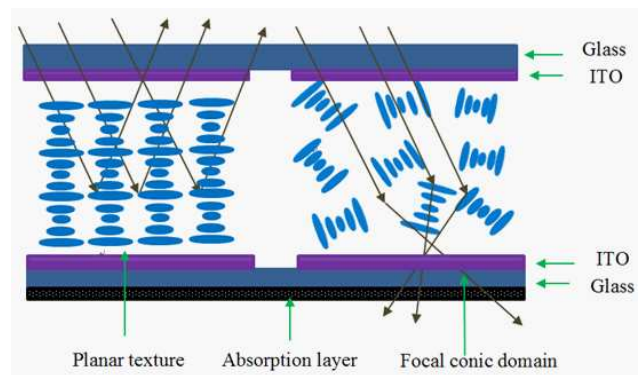 Glass
ITO
ITO
Glass
Planar texture
Absorption layer
Focal conic domain